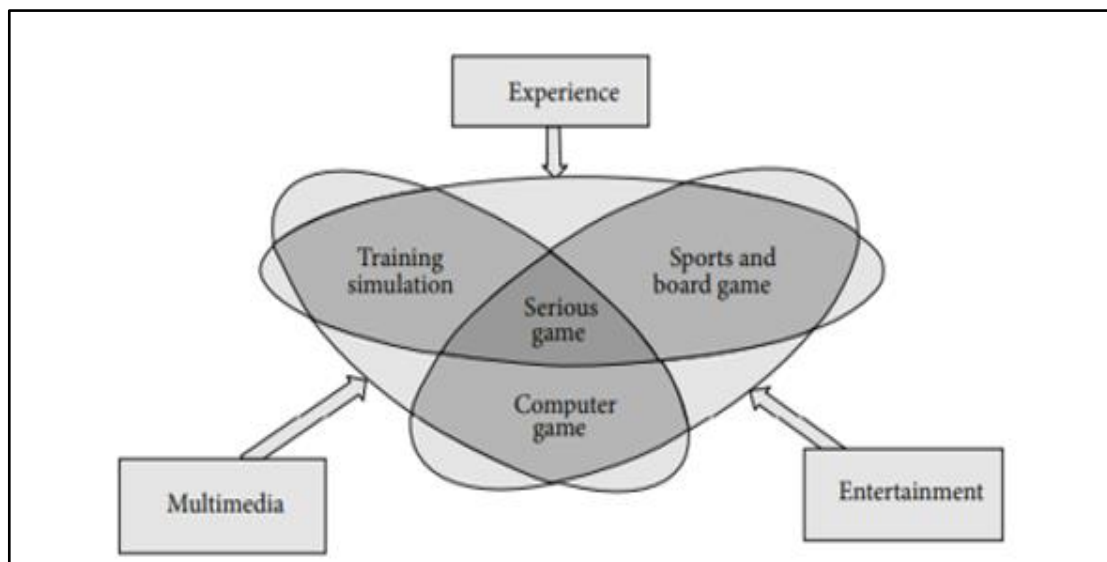 Experience
Training
simulation
Sports and
board game
Serious
game
Computer
game
Multimedia
Entertainment